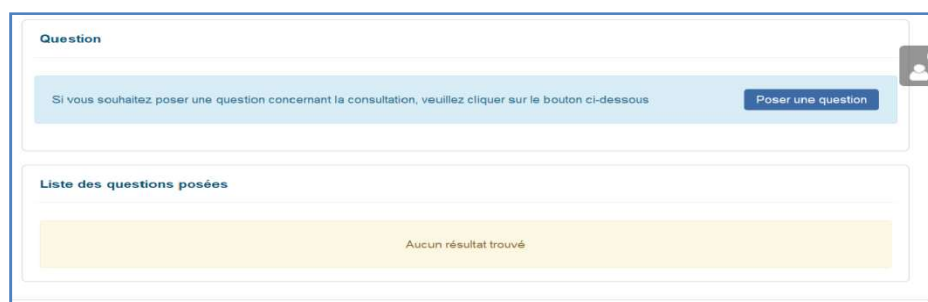 Question
Si vous souhaitez poser une question concernant la consultation, veuillez cliquer sur le bouton ci-dessous
Poser une question
Liste des questions posées
Aucun résultat trouvé